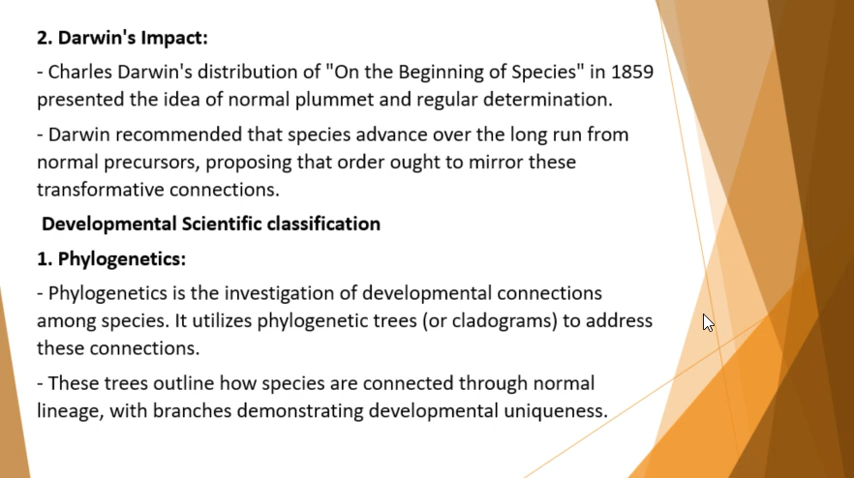 2. Darwin's Impact:
- Charles Darwin's distribution of "On the Beginning of Species" in 1859
presented the idea of normal plummet and regular determination.
- Darwin recommended that species advance over the long run from
normal precursors, proposing that order ought to mirror these
transformative connections.
Developmental Scientific classification
1. Phylogenetics:
- Phylogenetics is the investigation of developmental connections
among species. It utilizes phylogenetic trees (or cladograms) to address
these connections.
- These trees outline how species are connected through normal
lineage, with branches demonstrating developmental uniqueness.